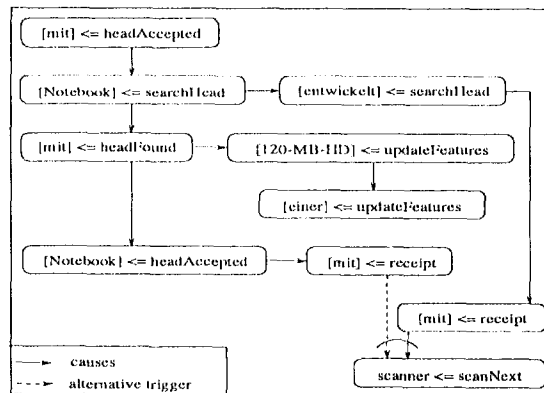 [mit] <= headAccepted
[Notebook] <= searchHead
[entwickelt] <= searchHead
[mit] <= headFound
[120-MB-HD] <= updateFeatures
[einer] <= updateFeatures
[Notebook] <= headAccepted
[mit] <= receipt
[mit] <= receipt
causes
scanner <= scanNext
alternative trigger